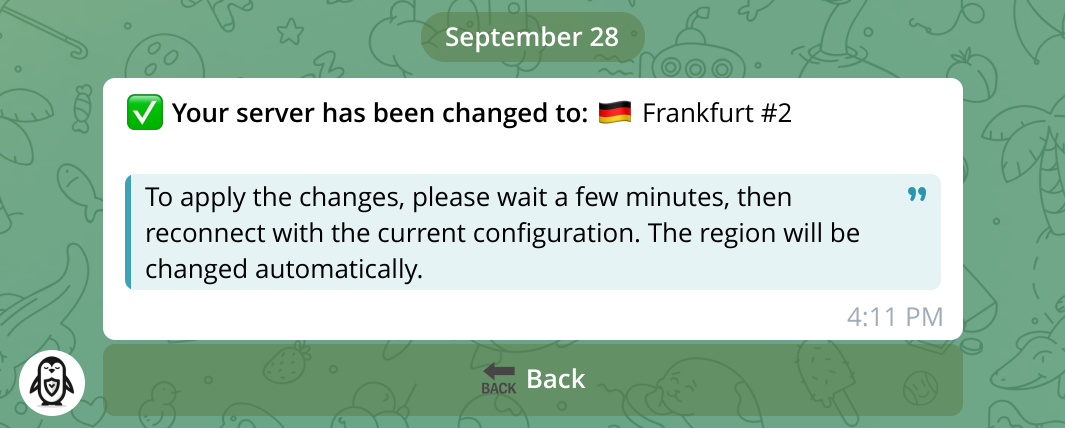 September 28
✅ Your server has been changed to: 🇩🇪 Frankfurt #2
To apply the changes, please wait a few minutes, then
reconnect with the current configuration. The region will be
changed automatically.
4:11 PM
🔙 Back